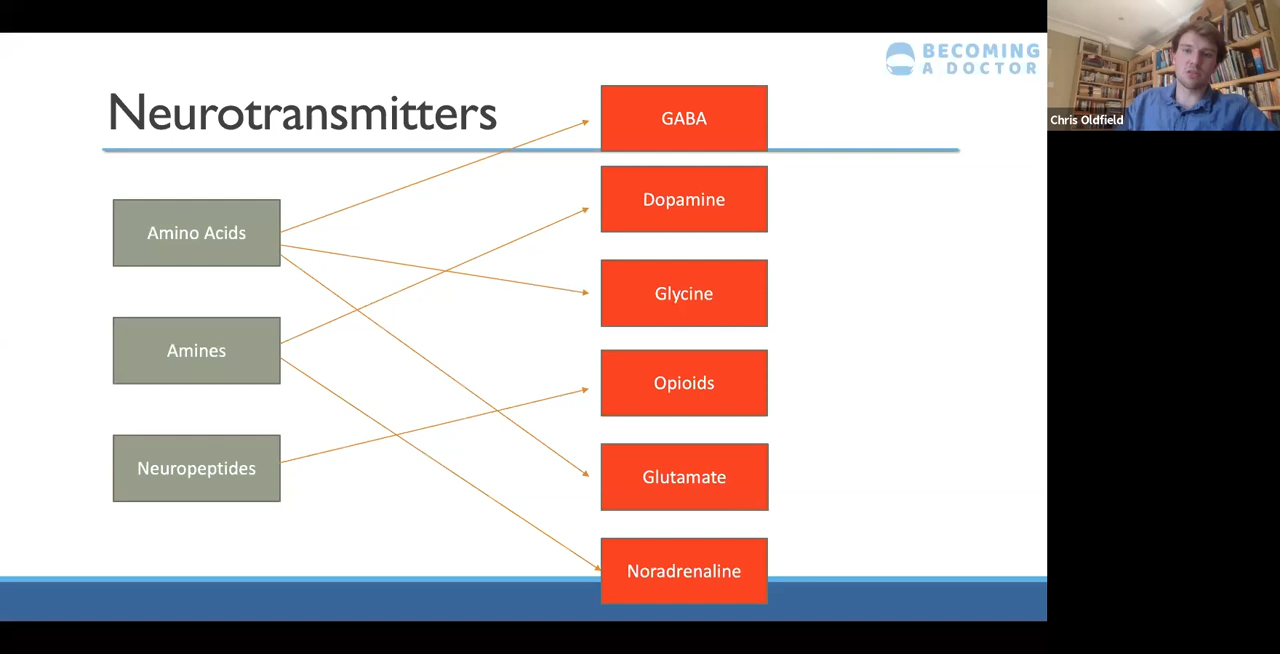 BECOMING
A DOCTOR
Chris Oldfield
Neurotransmitters
Amino Acids
Amines
Neuropeptides
GABA
Dopamine
Glycine
Opioids
Glutamate
Noradrenaline